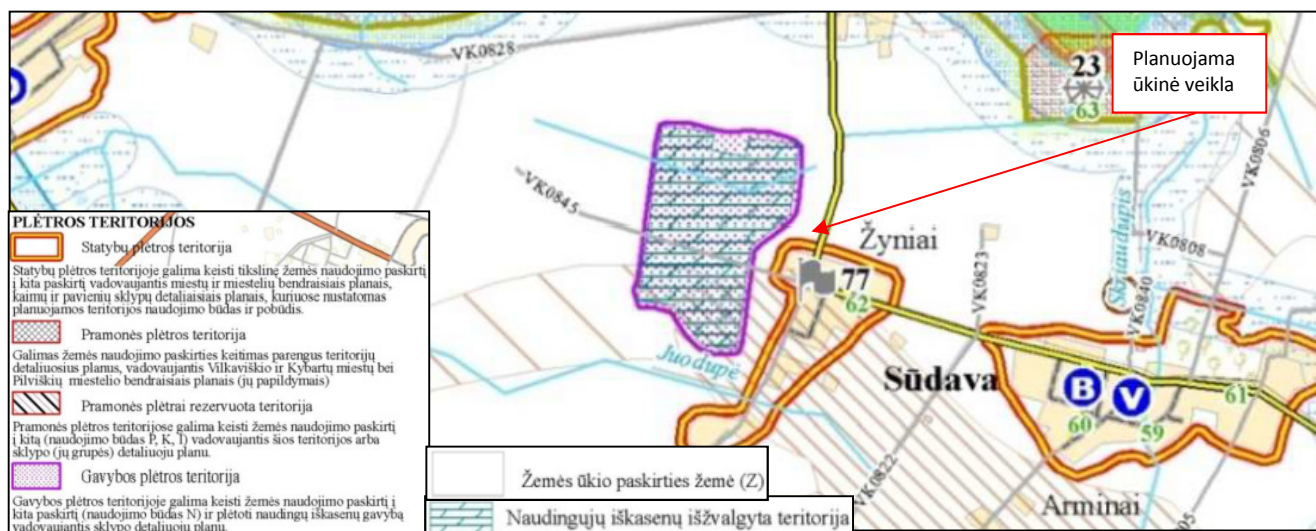 VK0828
23
63
Planuojama
ūkinė veikla
VK0806
VK0845
Žyniai
77
62
VK0823
Skiaudupis
VK0808
VK0840
Juodupė
Sūdava
B
V
61
60
59
VK0822
Arminai
VK0805
PLĖTROS TERITORIJOS
Statybų plėtros teritorija
Statybų plėtros teritorijoje galima keisti tikslinę žemės naudojimo paskirtį
į kita paskirtį vadovaujantis miestų ir miestelių bendraisiais planais,
kaimų ir pavienių sklypų detaliaisiais planais, kuriuose nustatomas
planuojamos teritorijos naudojimo būdas ir pobūdis.
Pramonės plėtros teritorija
Galimas žemės naudojimo paskirties keitimas parengus teritorijų
detaliuosius planus, vadovaujantis Vilkaviškio ir Kybartų miestų bei
Pilviškių miestelio bendraisiais planais (jų papildymais)
Pramonės plėtrai rezervuota teritorija
Pramonės plėtros teritorijose galima keisti žemės naudojimo paskirtį
į kitą (naudojimo būdas P, K, I) vadovaujantis šios teritorijos arba
sklypo (jų grupės) detaliuoju planu.
Gavybos plėtros teritorija
Gavybos plėtros teritorijoje galima keisti žemės naudojimo paskirtį į
kita paskirtį (naudojimo būdas N) ir plėtoti naudingų iškasenų gavybą
vadovaujantis sklypo detaliuoju planu.
Žemės ūkio paskirties žemė (Z)
Naudingųjų iškasenų išžvalgyta teritorija